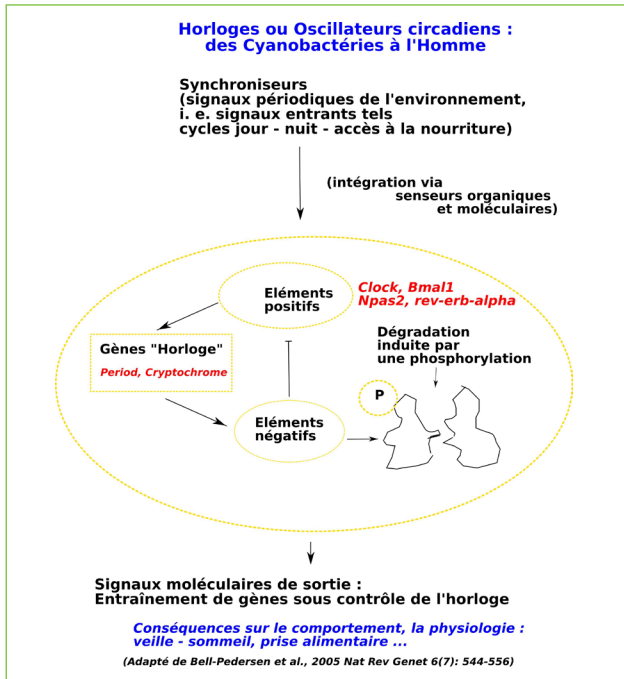 Horloges ou Oscillateurs circadiens :
des Cyanobactéries à l'Homme
Synchroniseurs
(signaux périodiques de l'environnement,
i. e. signaux entrants tels
cycles jour - nuit - accès à la nourriture)
(intégration via
senseurs organiques
et moléculaires)
Eléments
positifs
Clock, Bmal1
Npas2, rev-erb-alpha
Gènes "Horloge"
Period, Cryptochrome
Dégradation
induite par
une phosphorylation
P
Eléments
négatifs
Signaux moléculaires de sortie :
Entraînement de gènes sous contrôle de l'horloge
Conséquences sur le comportement, la physiologie :
veille - sommeil, prise alimentaire ...
(Adapté de Bell-Pedersen et al., 2005 Nat Rev Genet 6(7): 544-556)